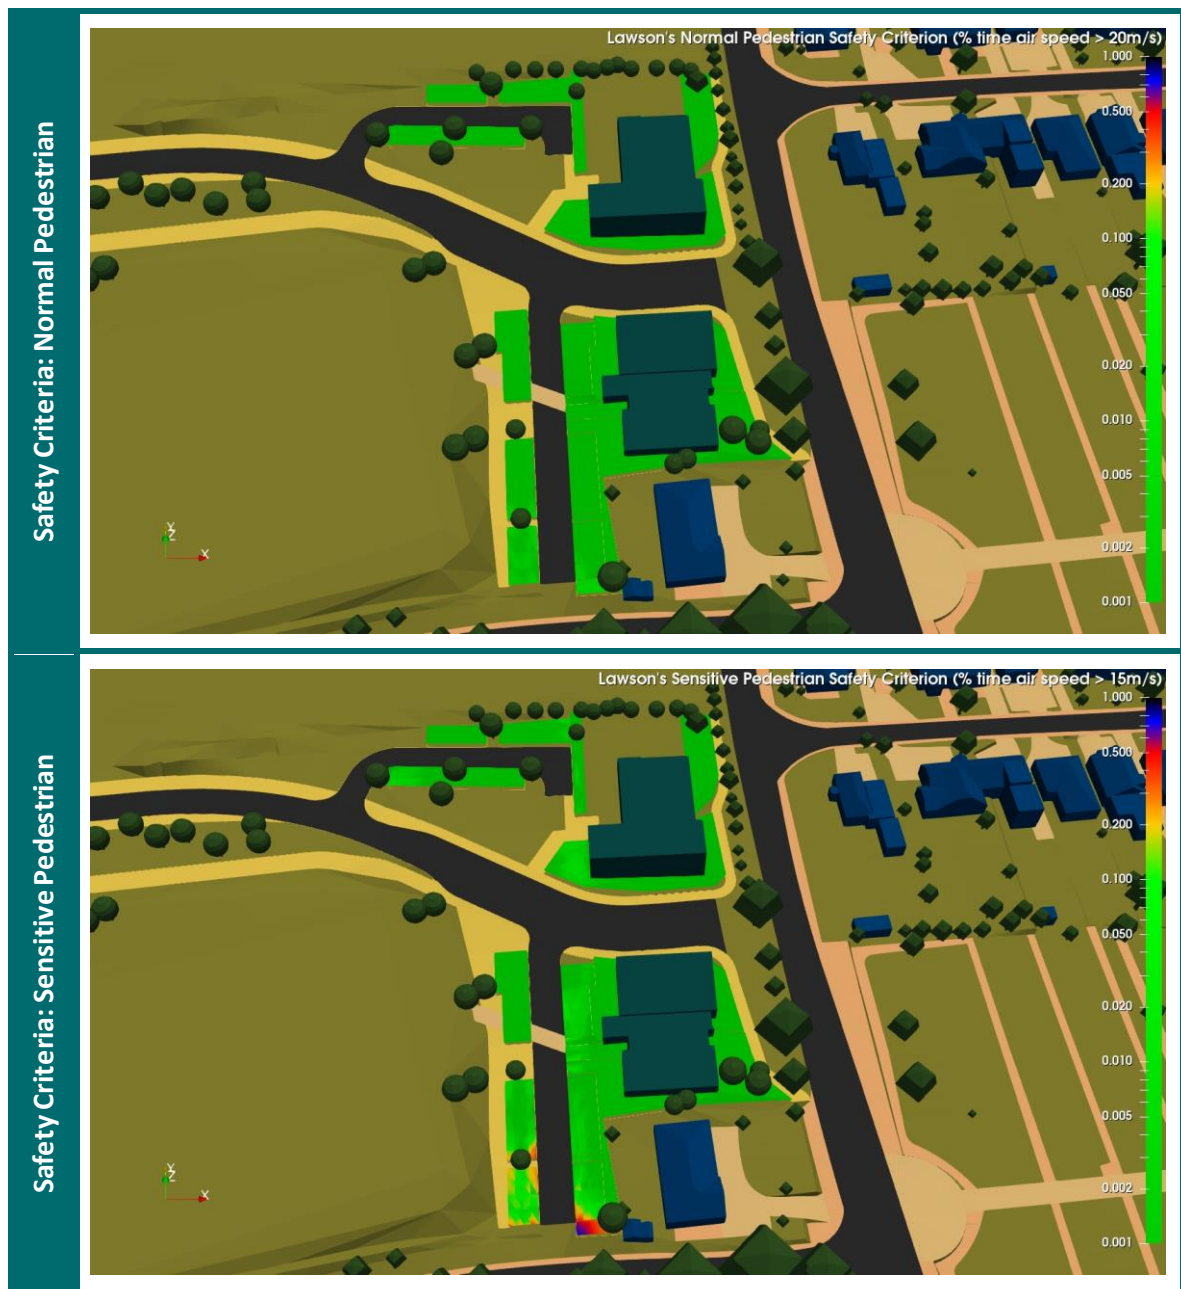 Safety Criteria: Normal Pedestrian
Lawson's Normal Pedestrian Safety Criterion (% time air speed > 20m/s)
1.000
0.500
0.200
0.100
0.050
0.020
0.010
0.005
0.002
0.001
Y
Z
X
Safety Criteria: Sensitive Pedestrian
Lawson's Sensitive Pedestrian Safety Criterion (% time air speed > 15m/s)
1.000
0.500
0.200
0.100
0.050
0.020
0.010
0.005
0.002
0.001
Y
Z
X